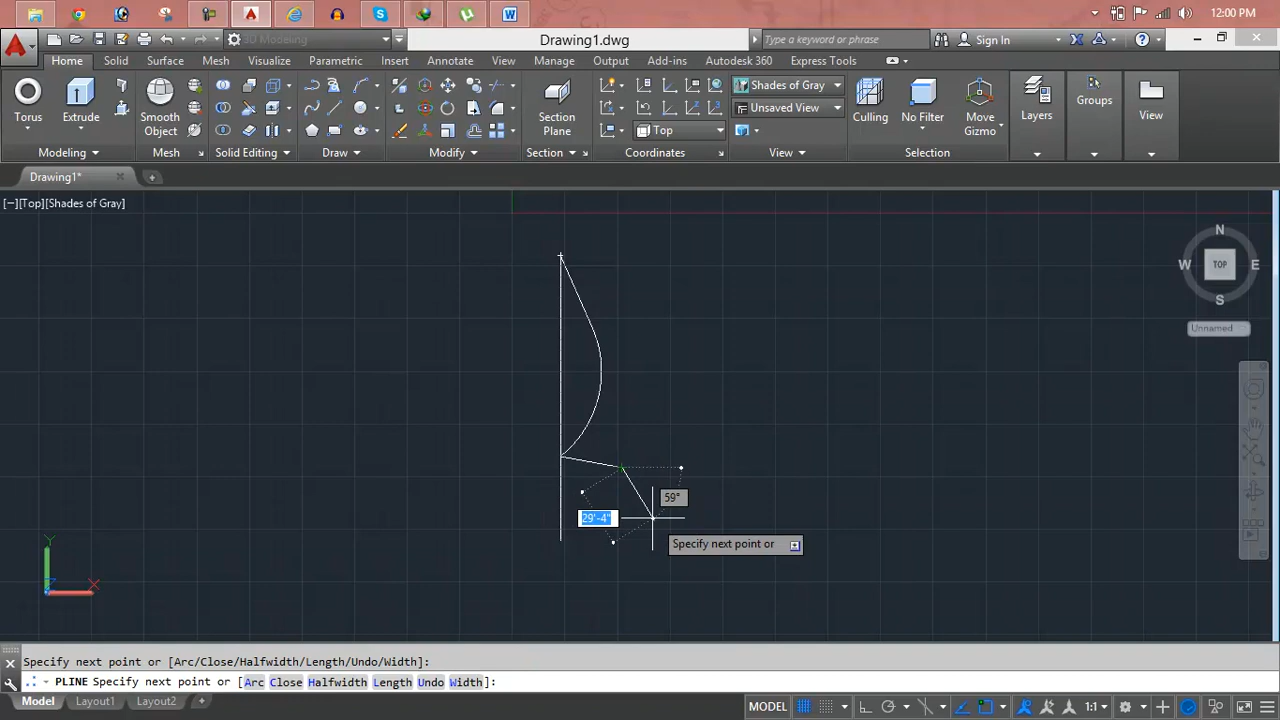 12:00 PM
3D Modeling
Drawing1.dwg
Type a keyword or phrase
Sign In
Home Solid Surface Mesh Visualize Parametric Insert Annotate View Manage Output Add-ins Autodesk 360 Express Tools
Torus
Extrude
Smooth Object
Section Plane
Top
Shades of Gray
Unsaved View
Culling
No Filter
Move Gizmo
Layers
Groups
View
Modeling
Mesh
Solid Editing
Draw
Modify
Section
Coordinates
View
Selection
Drawing1*
[−][Top][Shades of Gray]
N
W TOP E
S
Unnamed
59°
29'-4"
Specify next point or
Y
X
Specify next point or [Arc/Close/Halfwidth/Length/Undo/Width]:
PLINE Specify next point or [Arc Close Halfwidth Length Undo Width]:
Model Layout1 Layout2
MODEL 1:1